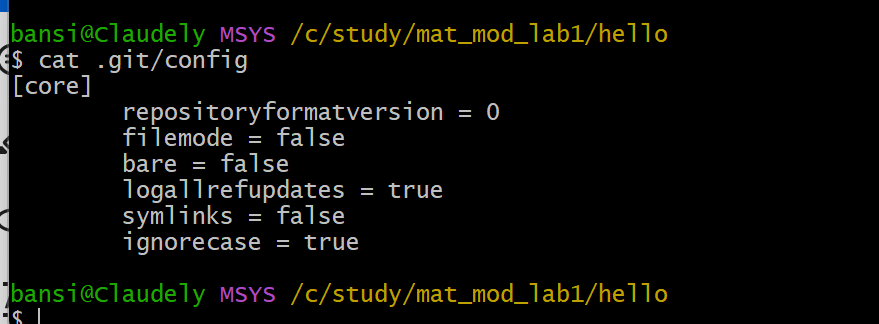 bansi@Claudely MSYS /c/study/mat_mod_lab1/hello
$ cat .git/config
[core]
        repositoryformatversion = 0
        filemode = false
        bare = false
        logallrefupdates = true
        symlinks = false
        ignorecase = true

bansi@Claudely MSYS /c/study/mat_mod_lab1/hello
$